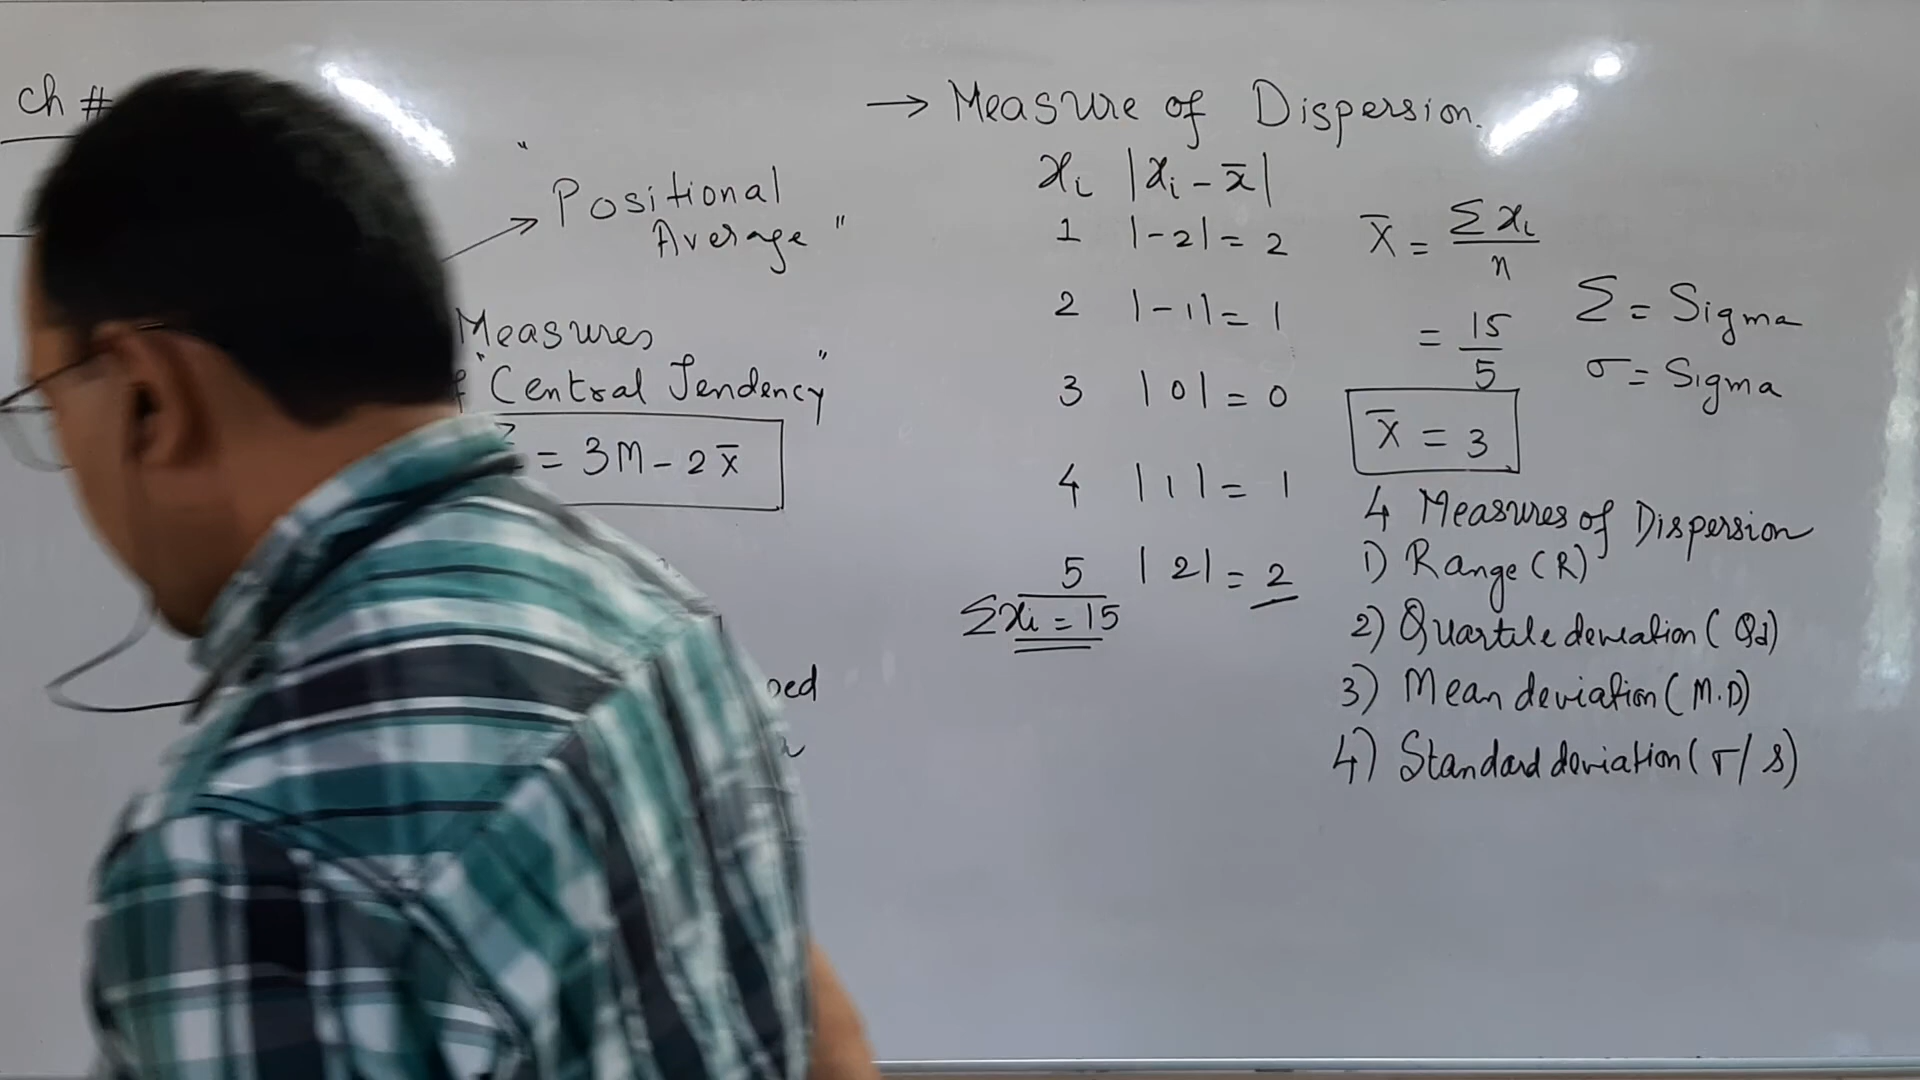 Ch #
"Positional
Average"
Measures
"Central Tendency"
= 3M - 2x̄
→ Measure of Dispersion.
xᵢ |xᵢ - x̄|
1 |-2| = 2
2 |-1| = 1
3 |0| = 0
4 |1| = 1
5 |2| = 2
Σxᵢ = 15
x̄ = Σxᵢ / n
= 15 / 5
x̄ = 3
Σ = Sigma
σ = Sigma
4 Measures of Dispersion
1) Range (R)
2) Quartile deveation (Qd)
3) Mean deviation (M.D)
4) Standard deviation (σ/s)